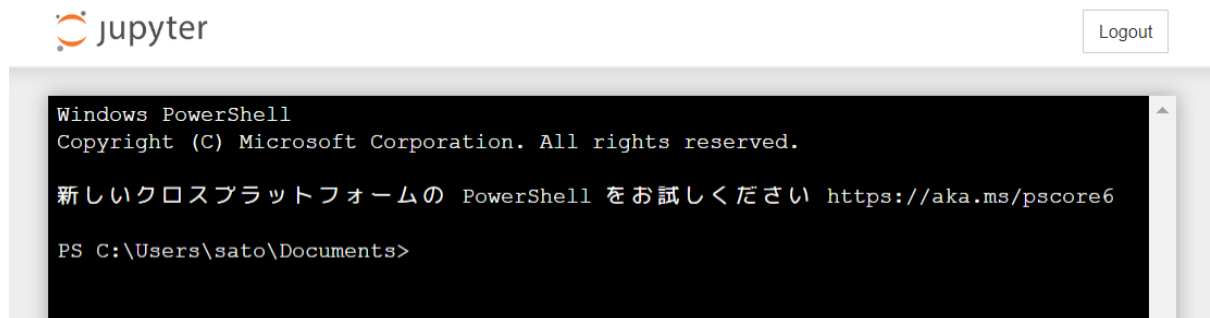 jupyter
Logout
Windows PowerShell
Copyright (C) Microsoft Corporation. All rights reserved.
新しいクロスプラットフォームの PowerShell をお試しください https://aka.ms/pscore6
PS C:\Users\sato\Documents>